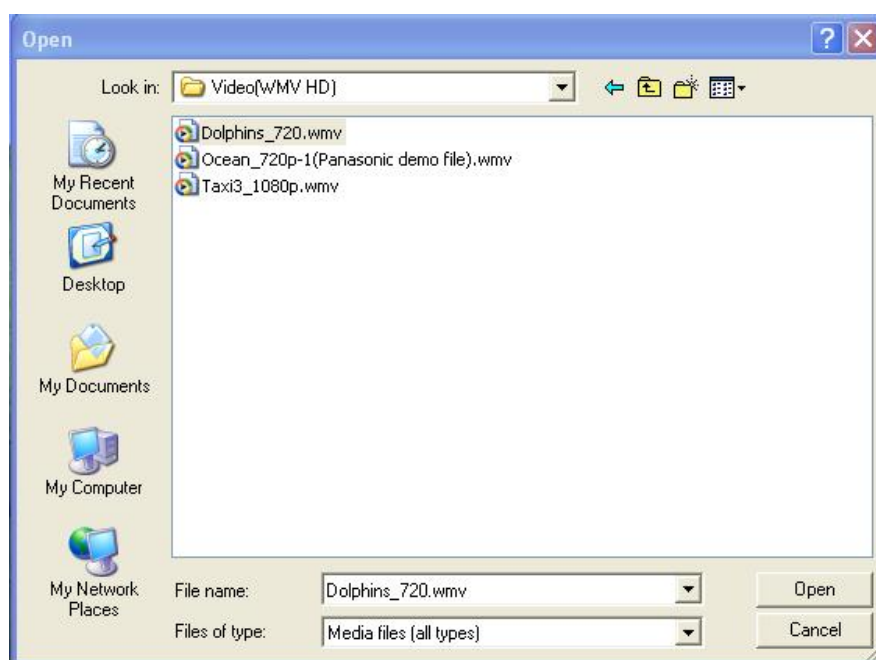 Open
Look in: Video(WMV HD)
Dolphins_720.wmv
Ocean_720p-1(Panasonic demo file).wmv
Taxi3_1080p.wmv
My Recent
Documents
Desktop
My Documents
My Computer
My Network
Places
File name: Dolphins_720.wmv Open
Files of type: Media files (all types) Cancel